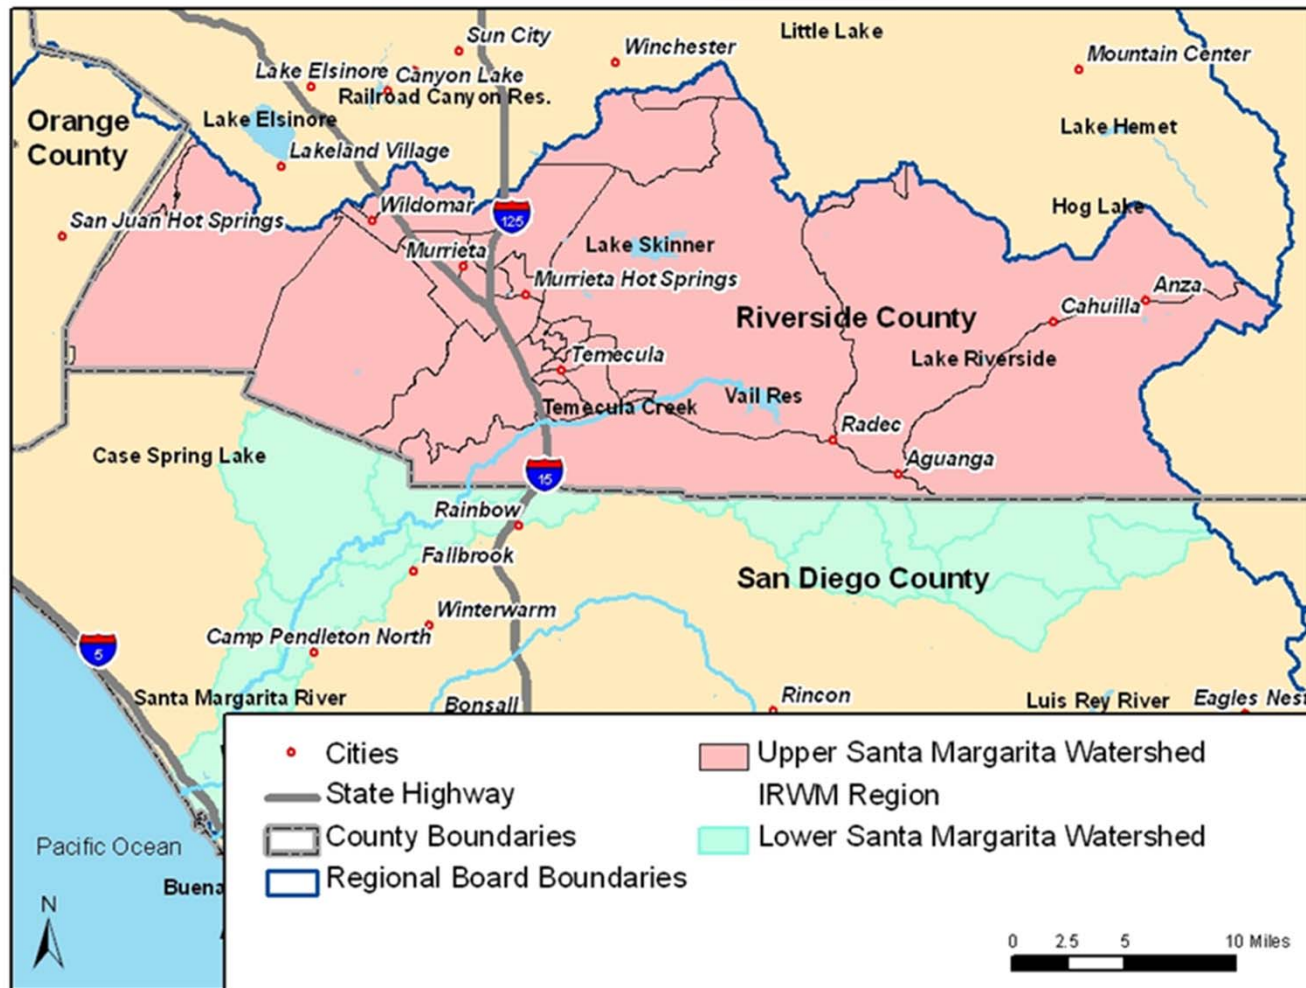 Sun City
Winchester
Little Lake
Mountain Center
Lake Elsinore
Canyon Lake
Railroad Canyon Res.
Orange
County
Lake Elsinore
Lake Hemet
Lakeland Village
Wildomar
Hog Lake
San Juan Hot Springs
125
Lake Skinner
Murrieta
Murrieta Hot Springs
Anza
Cahuilla
Riverside County
Temecula
Lake Riverside
Vail Res
Temecula Creek
Radec
Case Spring Lake
Aguanga
15
Rainbow
Fallbrook
San Diego County
Winterwarm
Camp Pendleton North
5
Santa Margarita River
Bonsall
Rincon
Luis Rey River
Eagles Nest
Cities
State Highway
County Boundaries
Regional Board Boundaries
Upper Santa Margarita Watershed
IRWM Region
Lower Santa Margarita Watershed
Pacific Ocean
Buena
N
0 2.5 5 10 Miles